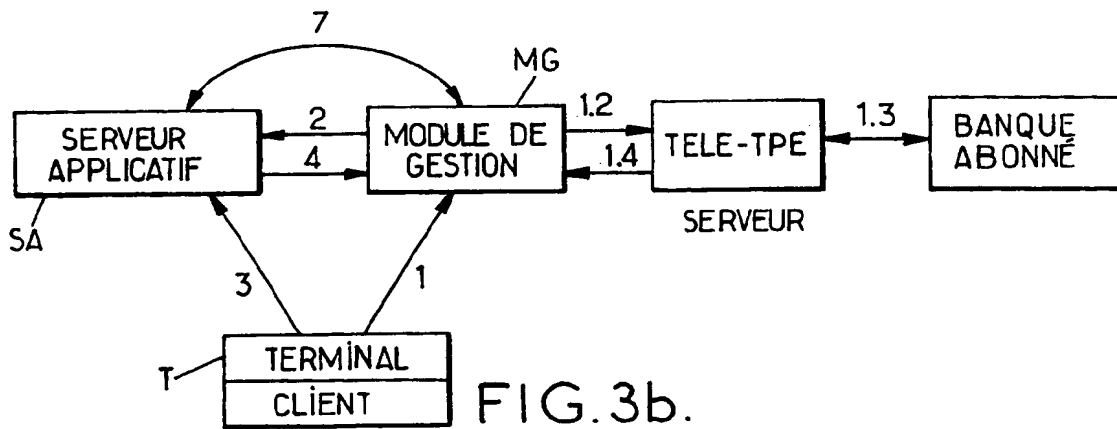 7
MG
SERVEUR
APPLICATIF
2
4
MODULE DE
GESTION
1.2
1.4
TELE-TPE
1.3
BANQUE
ABONNÉ
SERVEUR
SA
3
1
T
TERMINAL
CLIENT
FIG.3b.